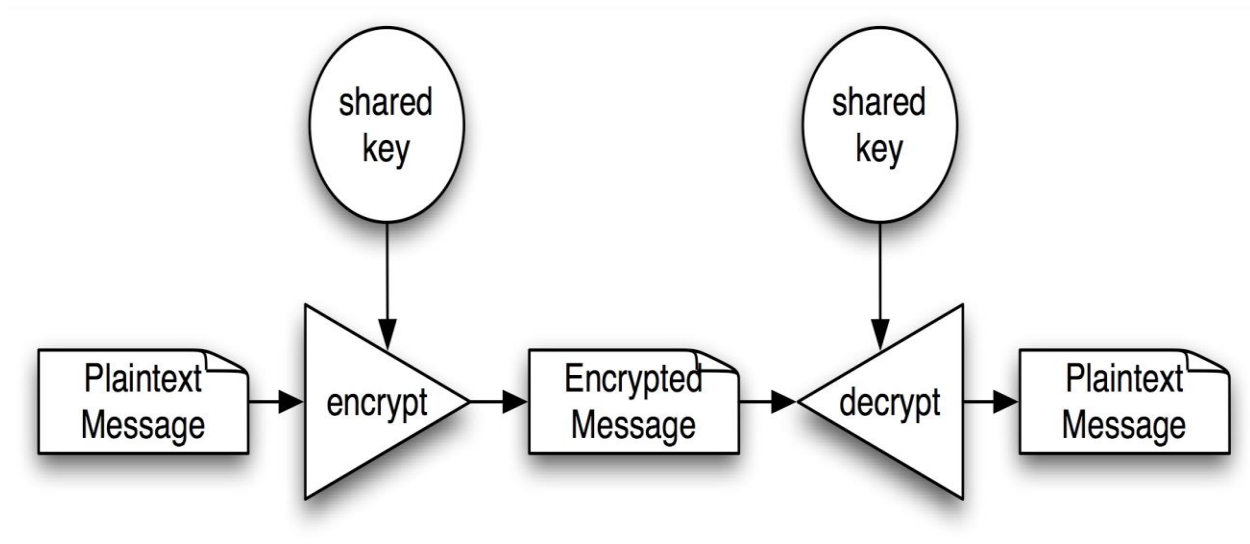 shared
key
shared
key
Plaintext
Message
encrypt
Encrypted
Message
decrypt
Plaintext
Message